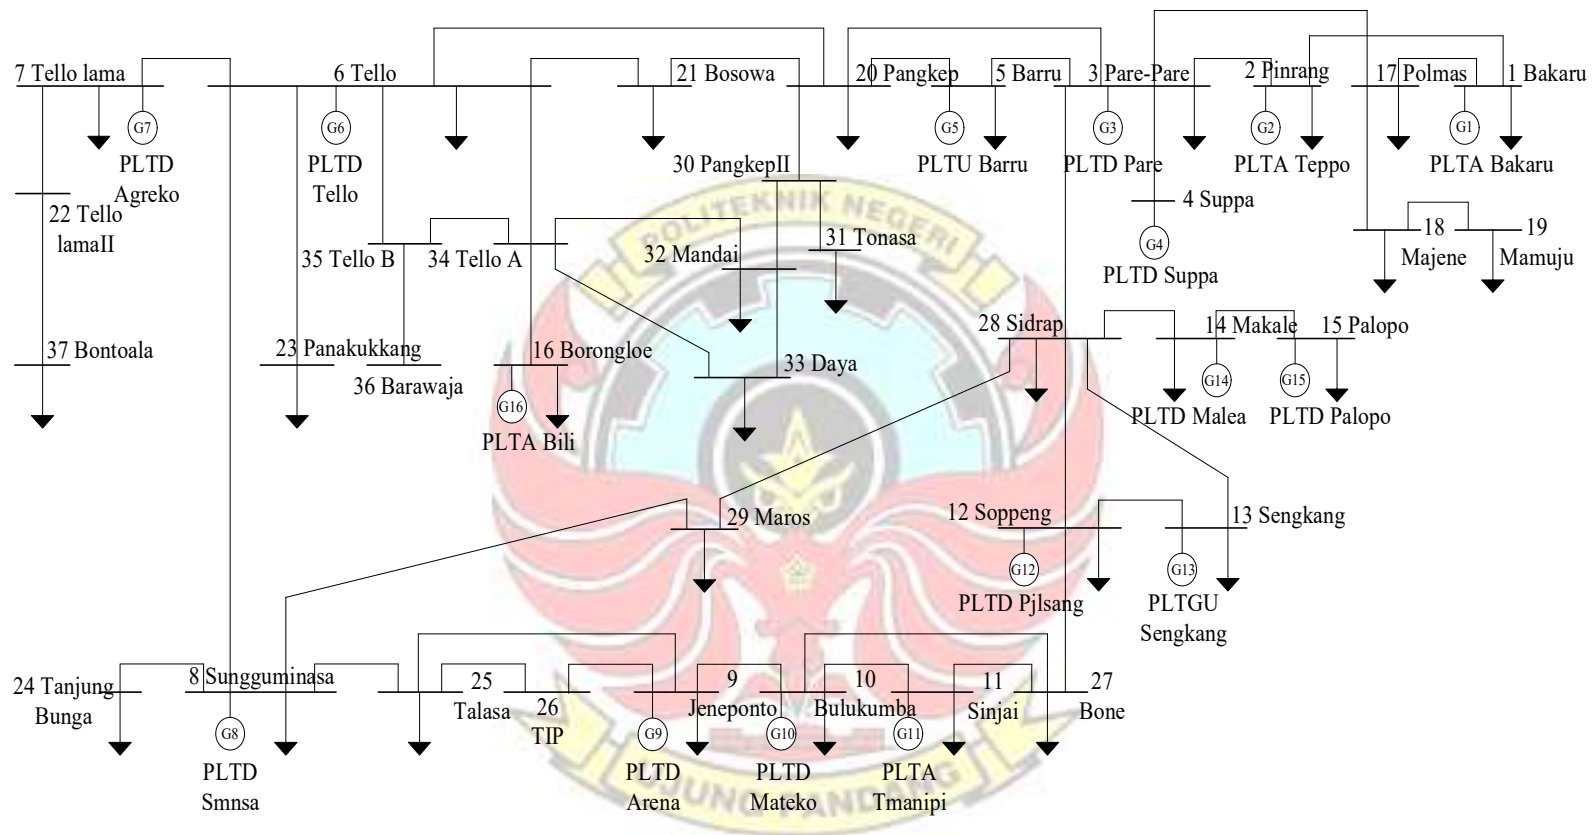 7 Tello lama
6 Tello
21 Bosowa
20 Pangkep
5 Barru
3 Pare-Pare
2 Pinrang
17 Polmas
1 Bakaru
G7
G6
G5
G3
G2
G1
PLTD
Agreko
PLTD
Tello
PLTU Barru
PLTD Pare
PLTA Teppo
PLTA Bakaru
30 PangkepII
22 Tello
lamaII
4 Suppa
G4
PLTD Suppa
POLITEKNIK NEGERI
31 Tonasa
32 Mandai
35 Tello B
34 Tello A
18
Majene
19
Mamuju
28 Sidrap
14 Makale
15 Palopo
37 Bontoala
23 Panakukkang
16 Borongloe
36 Barawaja
33 Daya
G16
G14
G15
PLTA Bili
PLTD Malea
PLTD Palopo
29 Maros
12 Soppeng
13 Sengkang
G12
G13
PLTD Pjlsang
PLTGU
Sengkang
24 Tanjung
Bunga
8 Sungguminasa
25
Talasa
26
TIP
9
Jeneponto
10
Bulukumba
11
Sinjai
27
Bone
G8
G9
G10
G11
PLTD
Smnsa
PLTD
Arena
PLTD
Mateko
PLTA
Tmanipi
UJUNG PANDANG